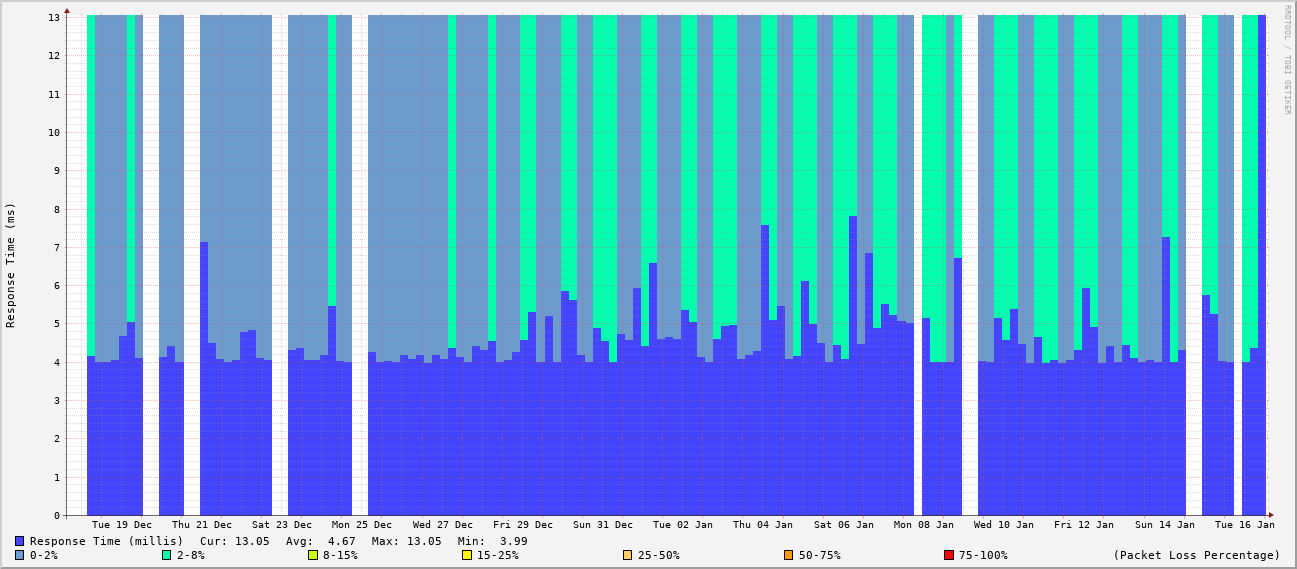 RRDTOOL / TOBI OETIKER
Response Time (ms)
13
12
11
10
9
8
7
6
5
4
3
2
1
0
Tue 19 Dec Thu 21 Dec Sat 23 Dec Mon 25 Dec Wed 27 Dec Fri 29 Dec Sun 31 Dec Tue 02 Jan Thu 04 Jan Sat 06 Jan Mon 08 Jan Wed 10 Jan Fri 12 Jan Sun 14 Jan Tue 16 Jan
Response Time (millis) Cur: 13.05 Avg: 4.67 Max: 13.05 Min: 3.99
0-2% 2-8% 8-15% 15-25% 25-50% 50-75% 75-100% (Packet Loss Percentage)